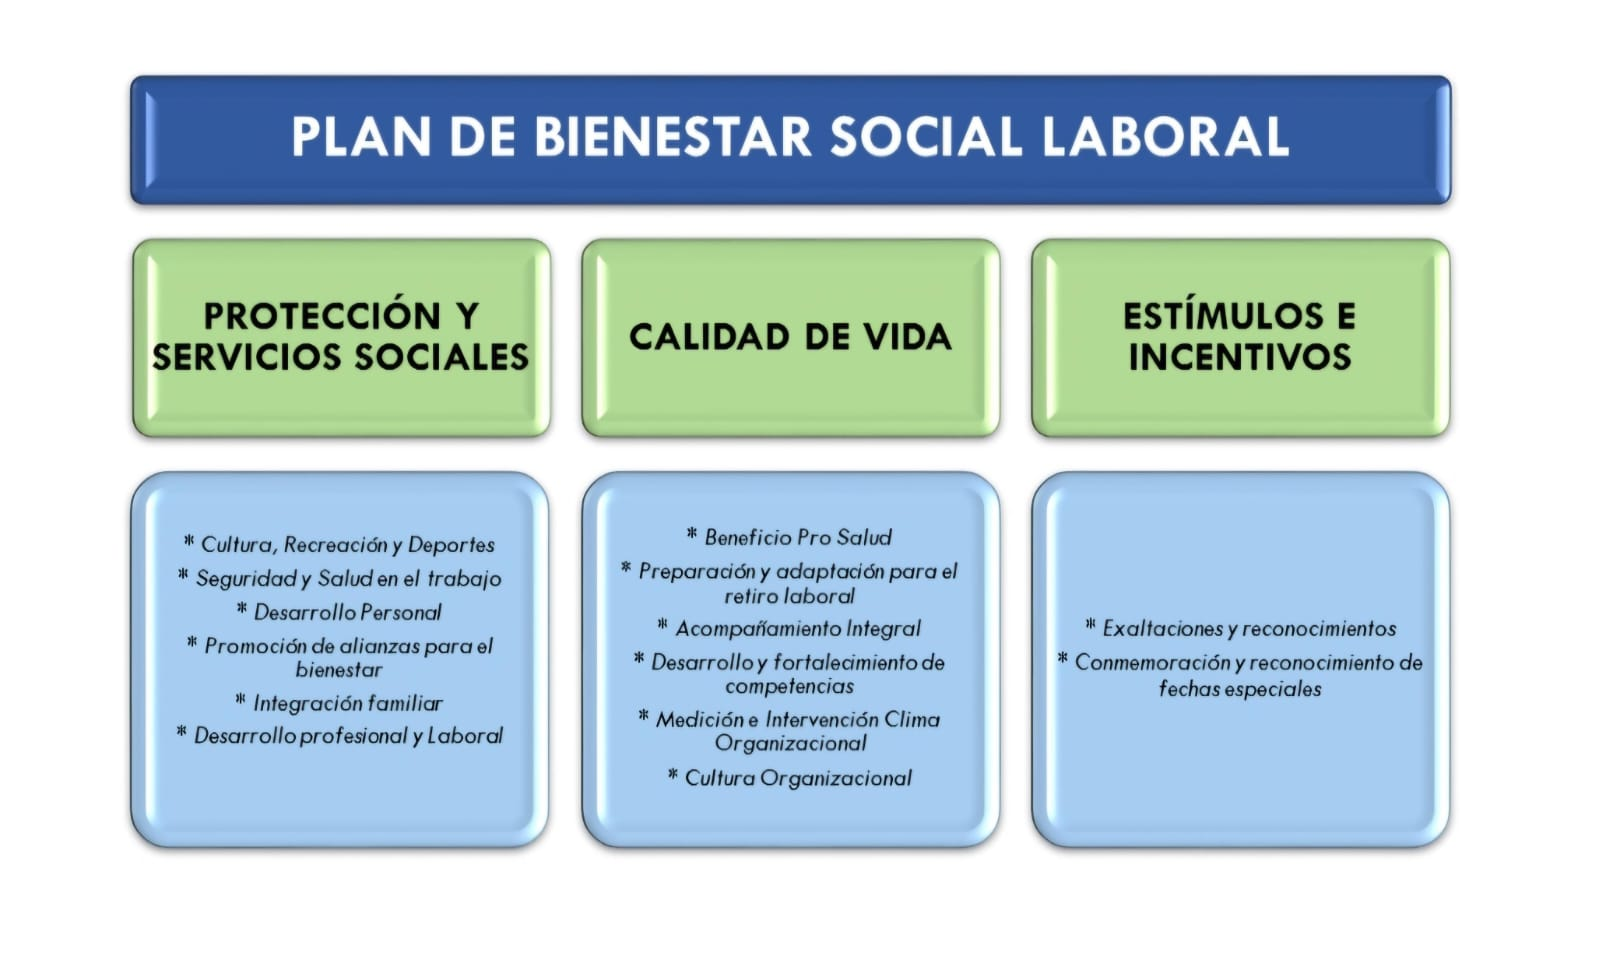 PLAN DE BIENESTAR SOCIAL LABORAL
PROTECCIÓN Y
SERVICIOS SOCIALES
CALIDAD DE VIDA
ESTÍMULOS E
INCENTIVOS
* Cultura, Recreación y Deportes
* Seguridad y Salud en el trabajo
* Desarrollo Personal
* Promoción de alianzas para el
bienestar
* Integración familiar
* Desarrollo profesional y Laboral
* Beneficio Pro Salud
* Preparación y adaptación para el
retiro laboral
* Acompañamiento Integral
* Desarrollo y fortalecimiento de
competencias
* Medición e Intervención Clima
Organizacional
* Cultura Organizacional
* Exaltaciones y reconocimientos
* Conmemoración y reconocimiento de
fechas especiales